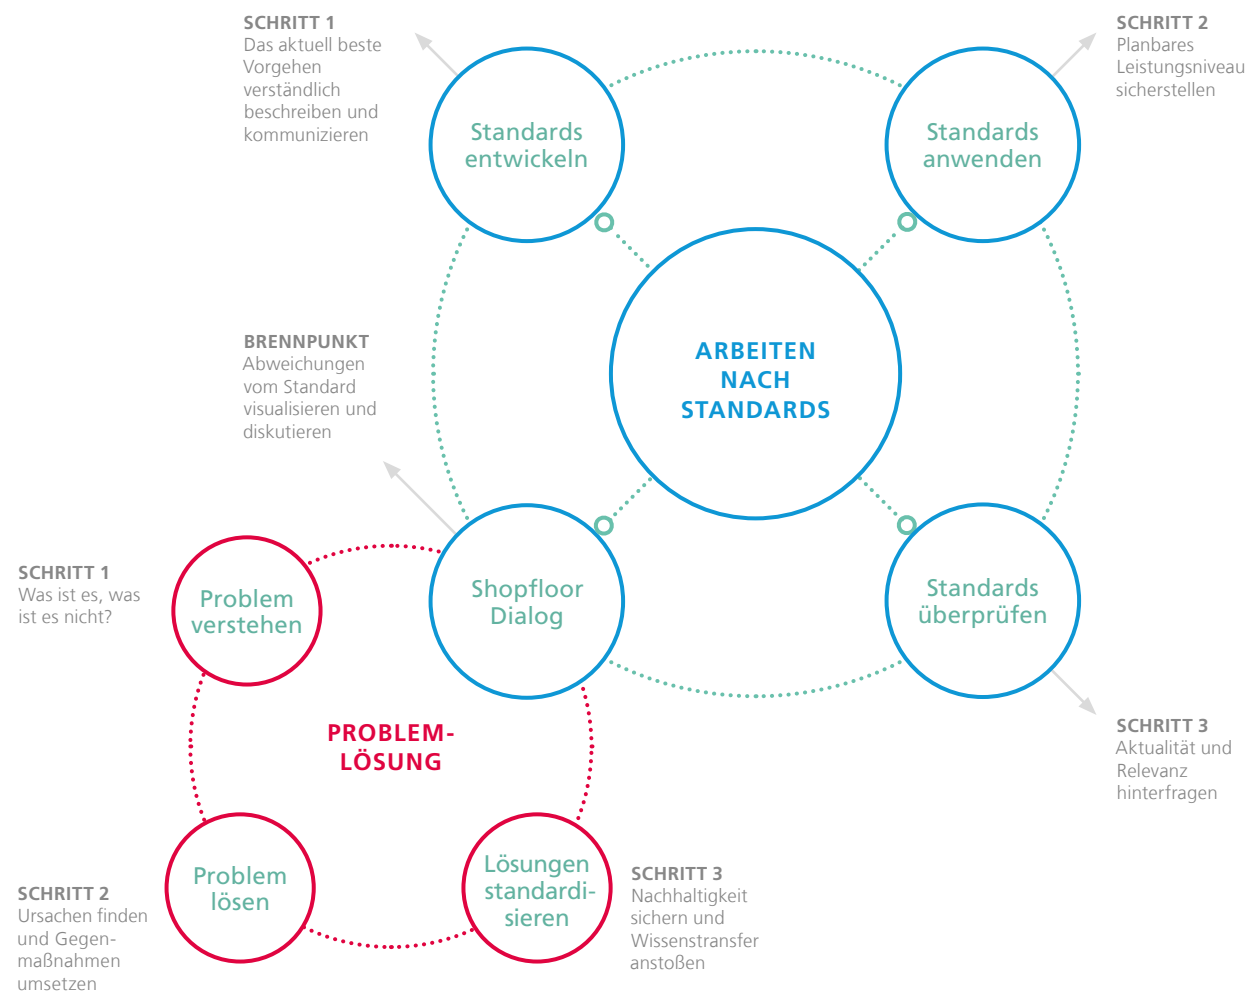 SCHRITT 1
Das aktuell beste
Vorgehen
verständlich
beschreiben und
kommunizieren
Standards
entwickeln
Standards
anwenden
SCHRITT 2
Planbares
Leistungsniveau
sicherstellen
ARBEITEN
NACH
STANDARDS
BRENNPUNKT
Abweichungen
vom Standard
visualisieren und
diskutieren
SCHRITT 1
Was ist es, was
ist es nicht?
Problem
verstehen
Shopfloor
Dialog
Standards
überprüfen
SCHRITT 3
Aktualität und
Relevanz
hinterfragen
PROBLEM-
LÖSUNG
SCHRITT 2
Ursachen finden
und Gegen-
maßnahmen
umsetzen
Problem
lösen
Lösungen
standardi-
sieren
SCHRITT 3
Nachhaltigkeit
sichern und
Wissenstransfer
anstoßen